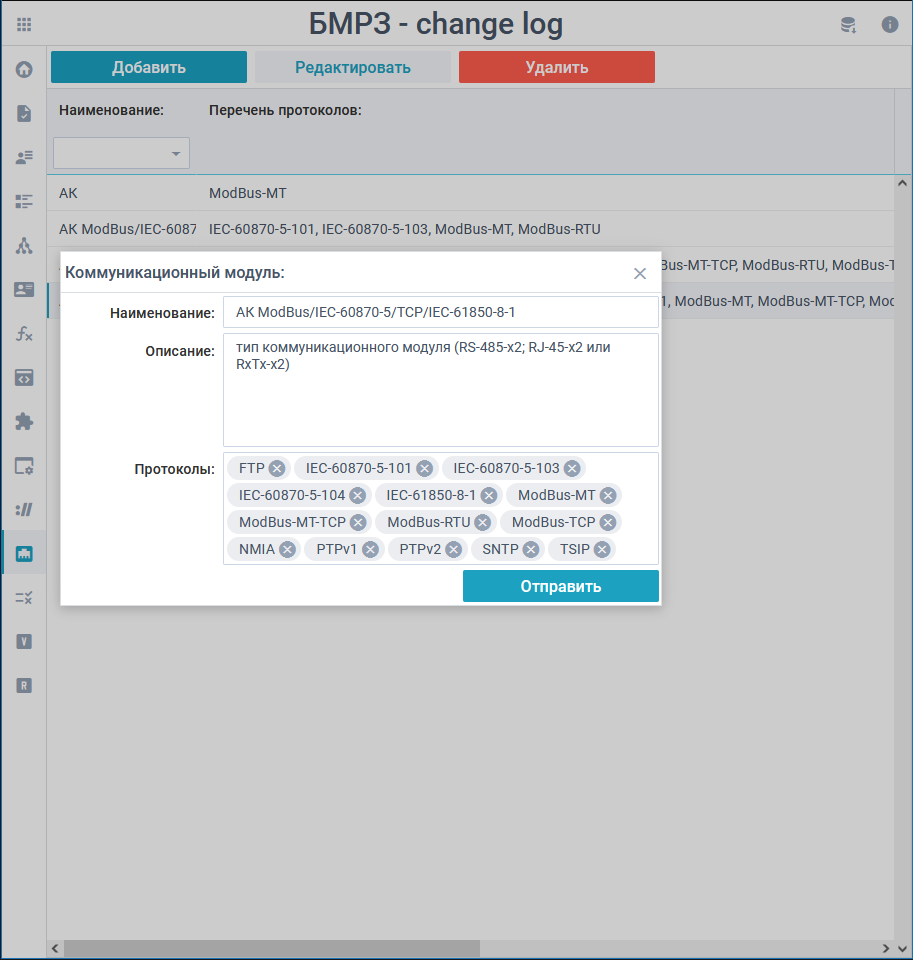 БМРЗ - change log
Добавить Редактировать Удалить
Наименование: Перечень протоколов:
АК ModBus-MT
АК ModBus/IEC-6087 IEC-60870-5-101, IEC-60870-5-103, ModBus-MT, ModBus-RTU
Bus-MT-TCP, ModBus-RTU, ModBus-T
1, ModBus-MT, ModBus-MT-TCP, Mod
Коммуникационный модуль:
Наименование: АК ModBus/IEC-60870-5/TCP/IEC-61850-8-1
Описание: тип коммуникационного модуля (RS-485-x2; RJ-45-x2 или
RxTx-x2)
Протоколы: FTP IEC-60870-5-101 IEC-60870-5-103
IEC-60870-5-104 IEC-61850-8-1 ModBus-MT
ModBus-MT-TCP ModBus-RTU ModBus-TCP
NMIA PTPv1 PTPv2 SNTP TSIP
Отправить
V
R